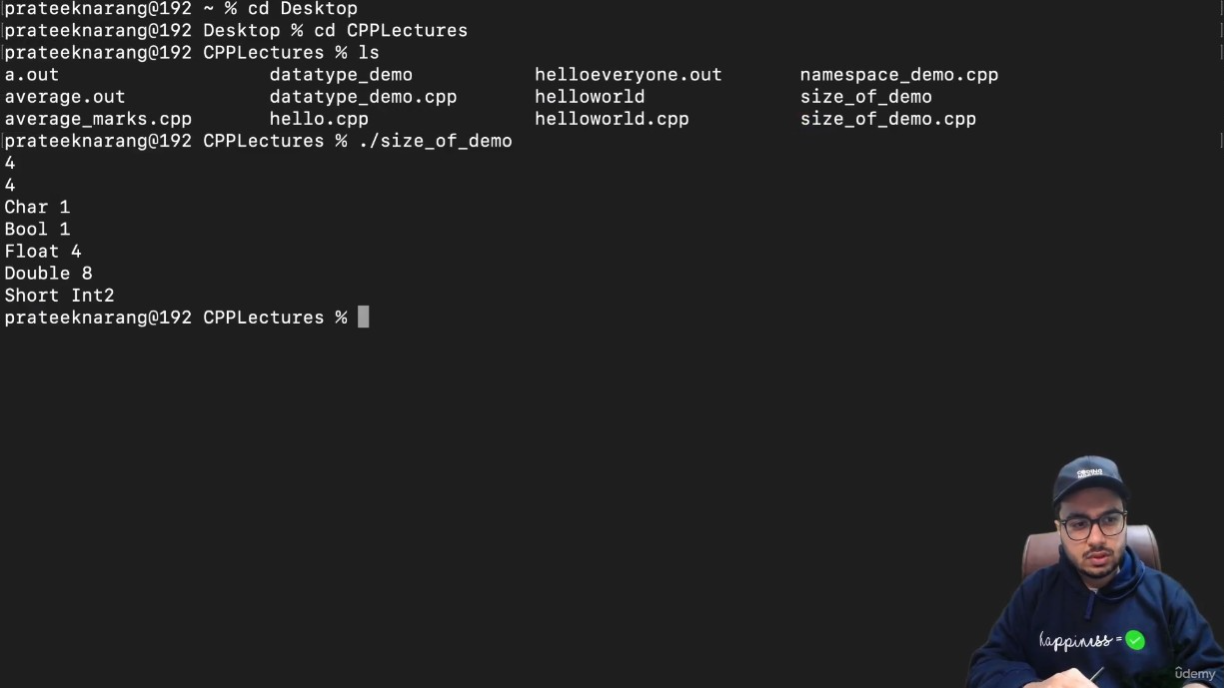 prateeknarang@192 ~ % cd Desktop
prateeknarang@192 Desktop % cd CPPLectures
prateeknarang@192 CPPLectures % ls
a.out datatype_demo helloeveryone.out namespace_demo.cpp
average.out datatype_demo.cpp helloworld size_of_demo
average_marks.cpp hello.cpp helloworld.cpp size_of_demo.cpp
prateeknarang@192 CPPLectures % ./size_of_demo
4
4
Char 1
Bool 1
Float 4
Double 8
Short Int2
prateeknarang@192 CPPLectures %
happiness =
udemy